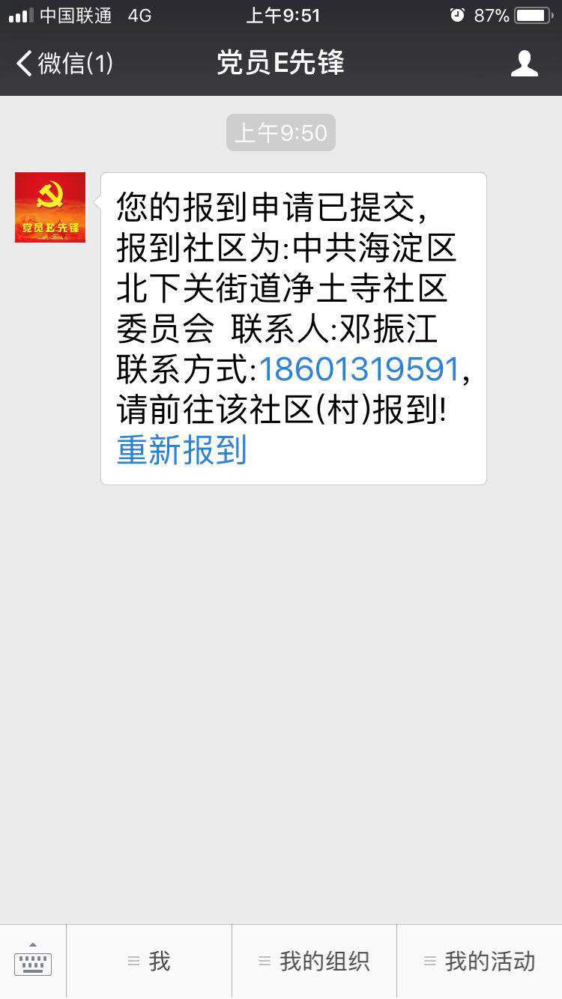 中国联通 4G 上午9:51 87%
微信(1) 党员E先锋
上午9:50
党员E先锋
您的报到申请已提交，
报到社区为:中共海淀区
北下关街道净土寺社区
委员会 联系人:邓振江
联系方式:18601319591,
请前往该社区(村)报到!
重新报到
我 我的组织 我的活动